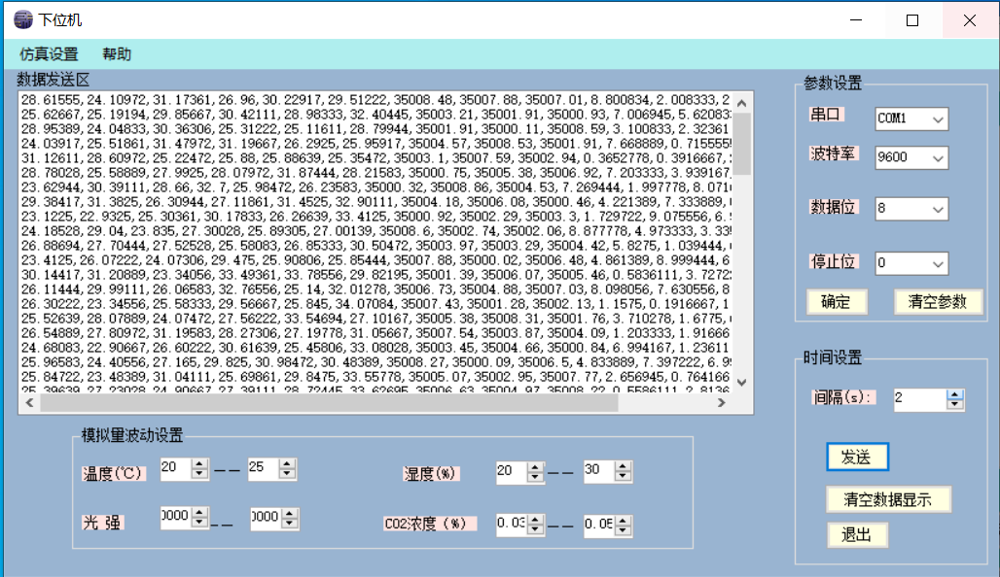 下位机
仿真设置 帮助
数据发送区
28.61555,24.10972,31.17361,26.96,30.22917,29.51222,35008.48,35007.88,35007.01,8.800834,2.008333,2
25.62667,25.19194,29.85667,30.42111,28.98333,32.40445,35003.21,35001.91,35000.93,7.006945,5.62083
28.95389,24.04833,30.36306,25.31222,25.11611,28.79944,35001.91,35000.11,35008.59,3.100833,2.32361
24.03917,25.51861,31.47972,31.19667,26.2925,25.95917,35004.57,35008.53,35001.91,7.668889,0.715555
31.12611,28.60972,25.22472,25.88,25.88639,25.35472,35003.1,35007.59,35002.94,0.3652778,0.3916667,
28.78028,25.58889,27.9925,28.07972,31.87444,28.21583,35000.75,35005.38,35006.92,7.203333,3.939167,
23.62944,30.39111,28.66,32.7,25.98472,26.23583,35000.32,35008.86,35004.53,7.269444,1.997778,8.071
29.38417,31.3825,26.30944,27.11861,31.4525,32.90111,35004.18,35006.08,35000.46,4.221389,7.333889,
23.1225,22.9325,25.30361,30.17833,26.26639,33.4125,35000.92,35002.29,35003.3,1.729722,9.075556,6.
24.18528,29.04,23.835,27.30028,25.89305,27.00139,35008.6,35002.74,35002.06,8.877778,4.973333,3.33
26.88694,27.70444,27.52528,25.58083,26.85333,30.50472,35003.97,35003.29,35004.42,5.8275,1.039444,
23.4125,26.07222,24.07306,29.475,25.90806,25.85444,35007.88,35000.02,35006.48,4.861389,8.999444,6
30.14417,31.20889,23.34056,33.49361,33.78556,29.82195,35001.39,35006.07,35005.46,0.5836111,3.7272
26.11444,29.99111,26.06583,32.76556,25.14,32.01278,35006.73,35004.88,35007.03,8.098056,7.630556,8
26.30222,23.34556,25.58333,29.56667,25.845,34.07084,35007.43,35001.28,35002.13,1.1575,0.1916667,1
25.52639,28.07889,24.07472,27.56222,33.54694,27.10167,35005.38,35008.31,35001.76,3.710278,1.6775,
26.54889,27.80972,31.19583,28.27306,27.19778,31.05667,35007.54,35003.87,35004.09,1.203333,1.91666
24.68083,22.90667,26.60222,30.61639,25.45806,33.08028,35003.45,35004.66,35000.84,6.994167,1.23611
25.96583,24.40556,27.165,29.825,30.98472,30.48389,35008.27,35000.09,35006.5,4.833889,7.397222,6.9
25.84722,23.48389,31.04111,25.69861,29.8475,33.55778,35005.07,35002.95,35007.77,2.656945,0.764166
25.39639,27.23028,24.90667,27.39111,28.72445,33.62695,35006.63,35004.97,35008.22,0.5586111,2.8136
参数设置
串口 COM1
波特率 9600
数据位 8
停止位 0
确定 清空参数
时间设置
间隔(s): 2
发送
清空数据显示
退出
模拟量波动设置
温度(℃) 20 -- 25 湿度(%) 20 -- 30
光 强 0000 -- 0000 CO2浓度 (%) 0.03 -- 0.05